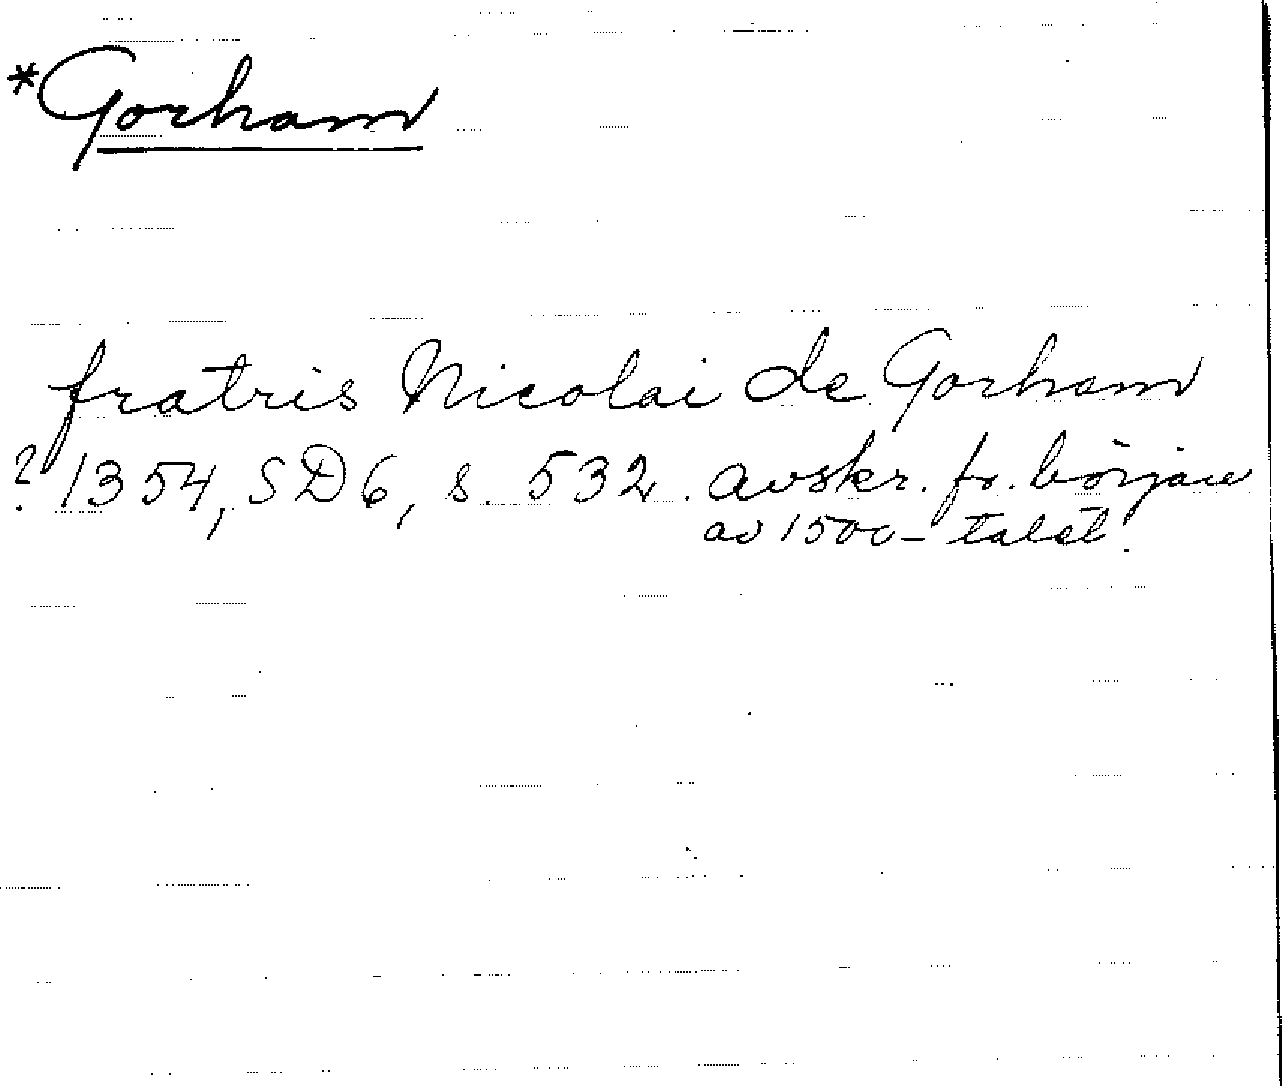 *Gorham
fratris Nicolai de Gorham
? 1354, SD6, s. 532. avskr. fr. början
av 1500-talet.